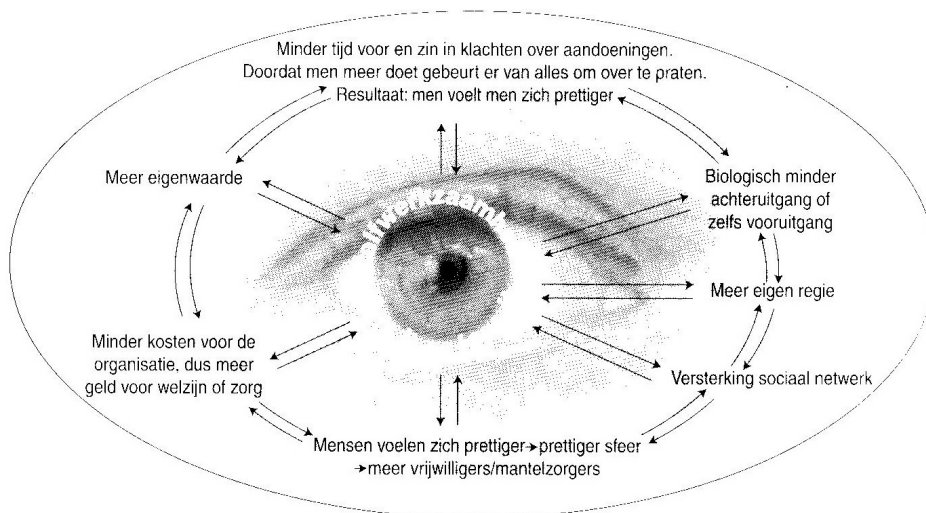 Minder tijd voor en zin in klachten over aandoeningen.
Doordat men meer doet gebeurt er van alles om over te praten.
Resultaat: men voelt men zich prettiger
Meer eigenwaarde
Biologisch minder
achteruitgang of
zelfs vooruitgang
Meer eigen regie
Minder kosten voor de
organisatie, dus meer
geld voor welzijn of zorg
Versterking sociaal netwerk
Mensen voelen zich prettiger→prettiger sfeer
→meer vrijwilligers/mantelzorgers